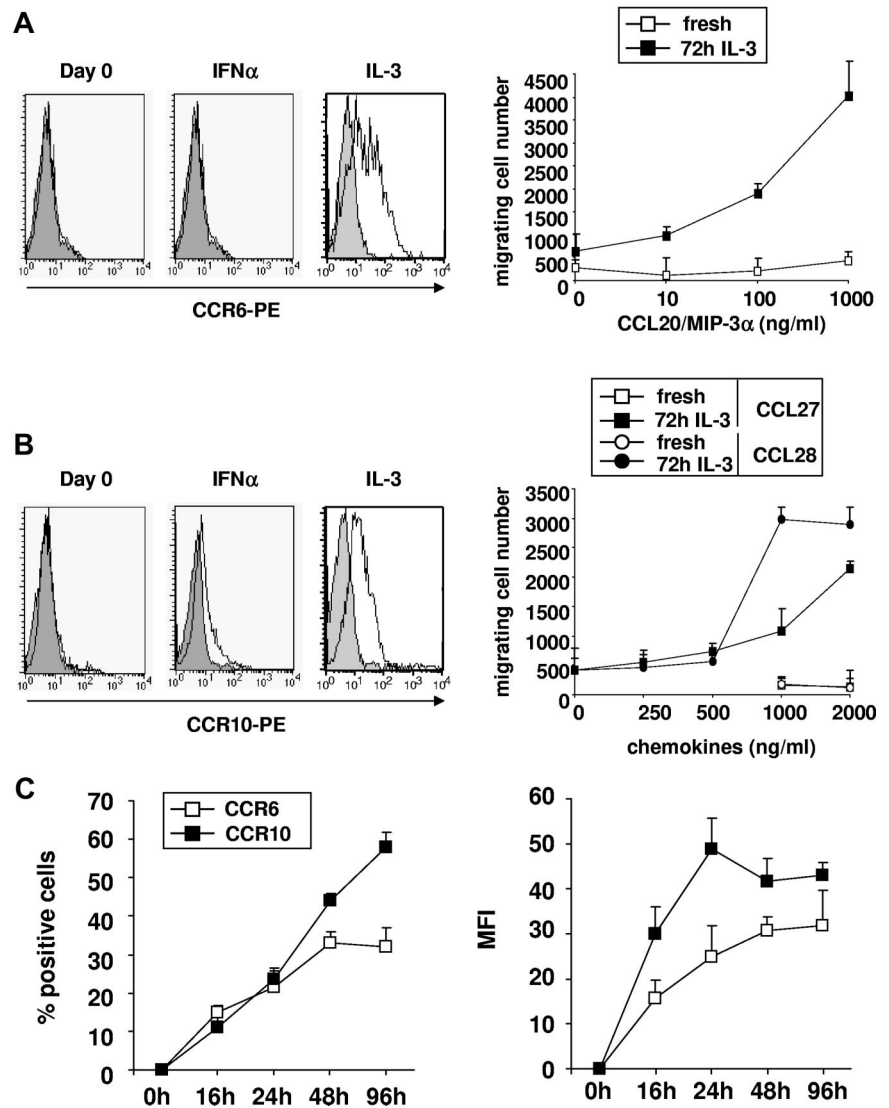 A
Day 0
IFNα
IL-3
10⁰ 10¹ 10² 10³ 10⁴
10⁰ 10¹ 10² 10³ 10⁴
10⁰ 10¹ 10² 10³ 10⁴
CCR6-PE
fresh
72h IL-3
migrating cell number
4500
4000
3500
3000
2500
2000
1500
1000
500
0
0 10 100 1000
CCL20/MIP-3α (ng/ml)
B
Day 0
IFNα
IL-3
10⁰ 10¹ 10² 10³ 10⁴
10⁰ 10¹ 10² 10³ 10⁴
10⁰ 10¹ 10² 10³ 10⁴
CCR10-PE
fresh
72h IL-3
CCL27
fresh
72h IL-3
CCL28
migrating cell number
3500
3000
2500
2000
1500
1000
500
0
0 250 500 1000 2000
chemokines (ng/ml)
C
CCR6
CCR10
% positive cells
70
60
50
40
30
20
10
0
0h 16h 24h 48h 96h
MFI
60
50
40
30
20
10
0
0h 16h 24h 48h 96h